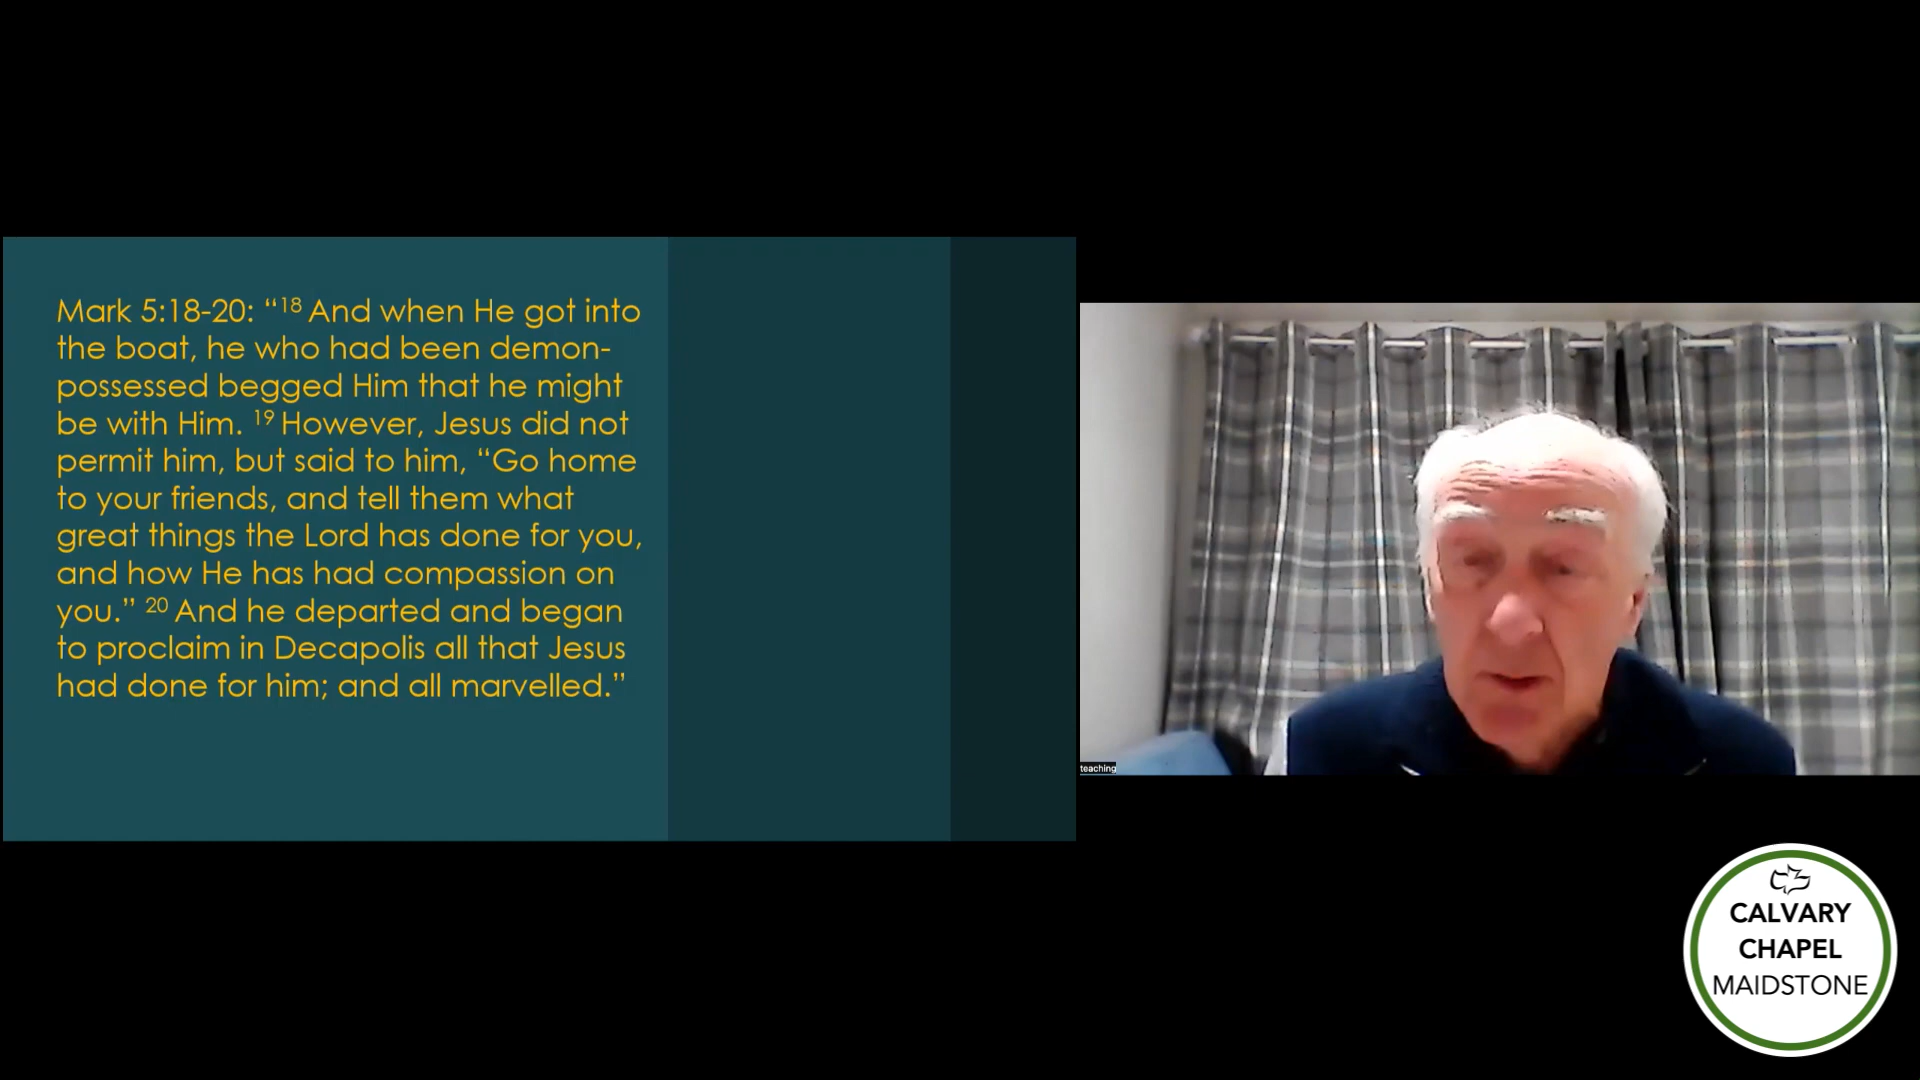 Mark 5:18-20: “18 And when He got into
the boat, he who had been demon-
possessed begged Him that he might
be with Him. 19 However, Jesus did not
permit him, but said to him, “Go home
to your friends, and tell them what
great things the Lord has done for you,
and how He has had compassion on
you.” 20 And he departed and began
to proclaim in Decapolis all that Jesus
had done for him; and all marvelled.”
teaching
CALVARY
CHAPEL
MAIDSTONE